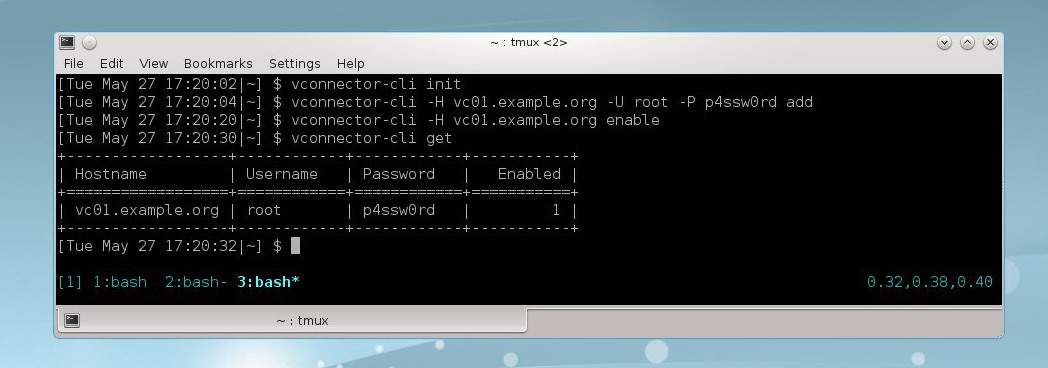 ~ : tmux <2>
File Edit View Bookmarks Settings Help
[Tue May 27 17:20:02|~] $ vconnector-cli init
[Tue May 27 17:20:04|~] $ vconnector-cli -H vc01.example.org -U root -P p4ssw0rd add
[Tue May 27 17:20:20|~] $ vconnector-cli -H vc01.example.org enable
[Tue May 27 17:20:30|~] $ vconnector-cli get
+------------------+------------+------------+-----------+
| Hostname         | Username   | Password   |   Enabled |
+==================+============+============+===========+
| vc01.example.org | root       | p4ssw0rd   |         1 |
+------------------+------------+------------+-----------+
[Tue May 27 17:20:32|~] $
[1] 1:bash  2:bash- 3:bash* 0.32,0.38,0.40
~ : tmux